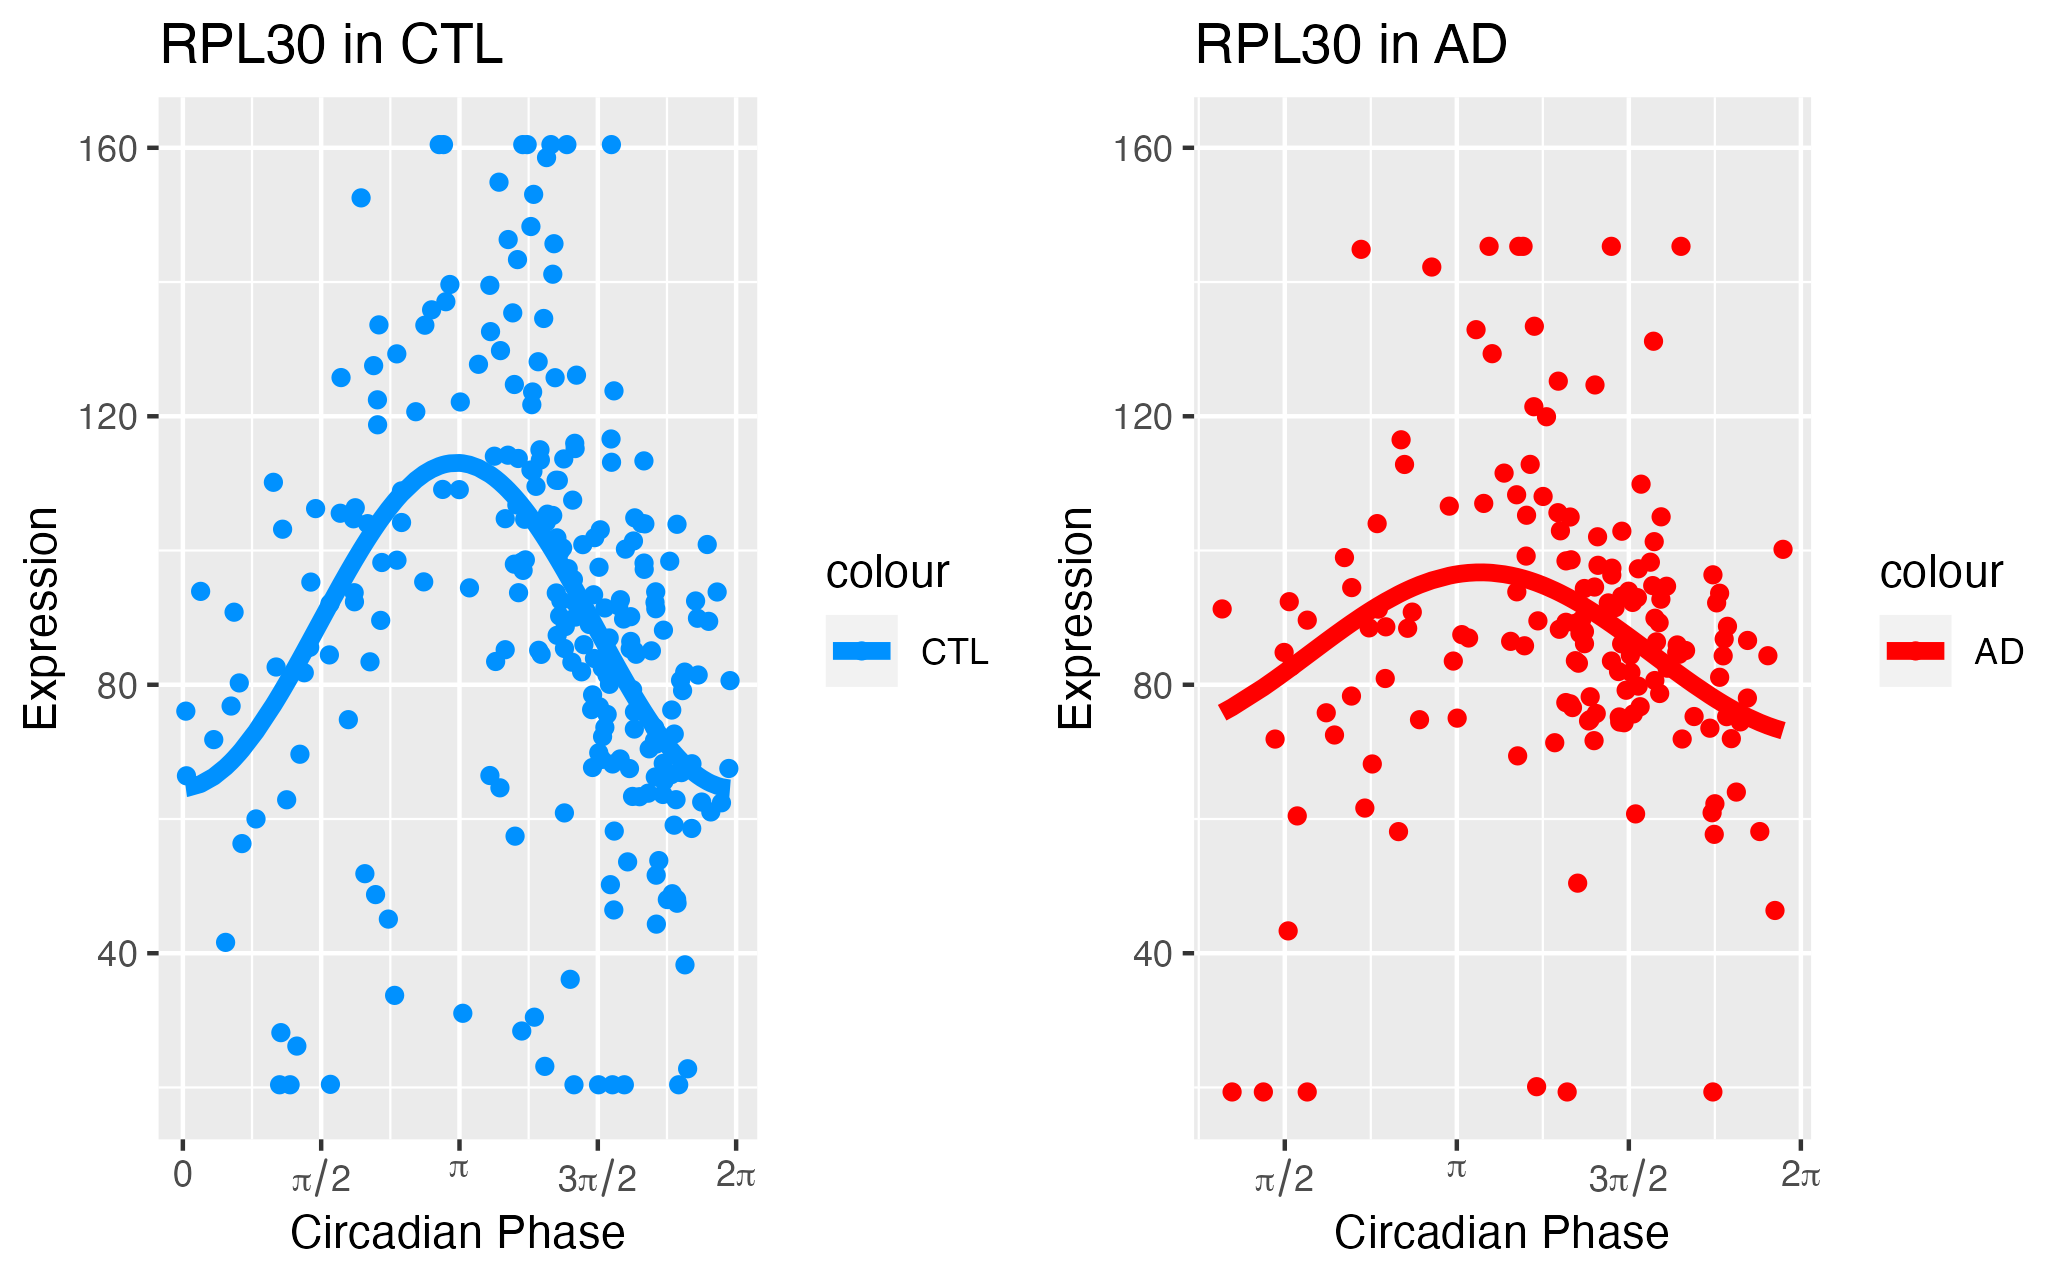 RPL30 in CTL
160
120
80
40
Expression
0
π/2
π
3π/2
2π
Circadian Phase
colour
CTL
RPL30 in AD
160
120
80
40
Expression
π/2
π
3π/2
2π
Circadian Phase
colour
AD